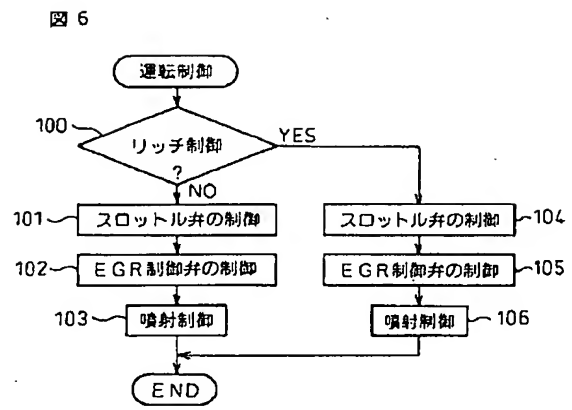 図 6
運転制御
100
リッチ制御
?
YES
NO
101
スロットル弁の制御
スロットル弁の制御
104
102
EGR制御弁の制御
EGR制御弁の制御
105
103
噴射制御
噴射制御
106
END